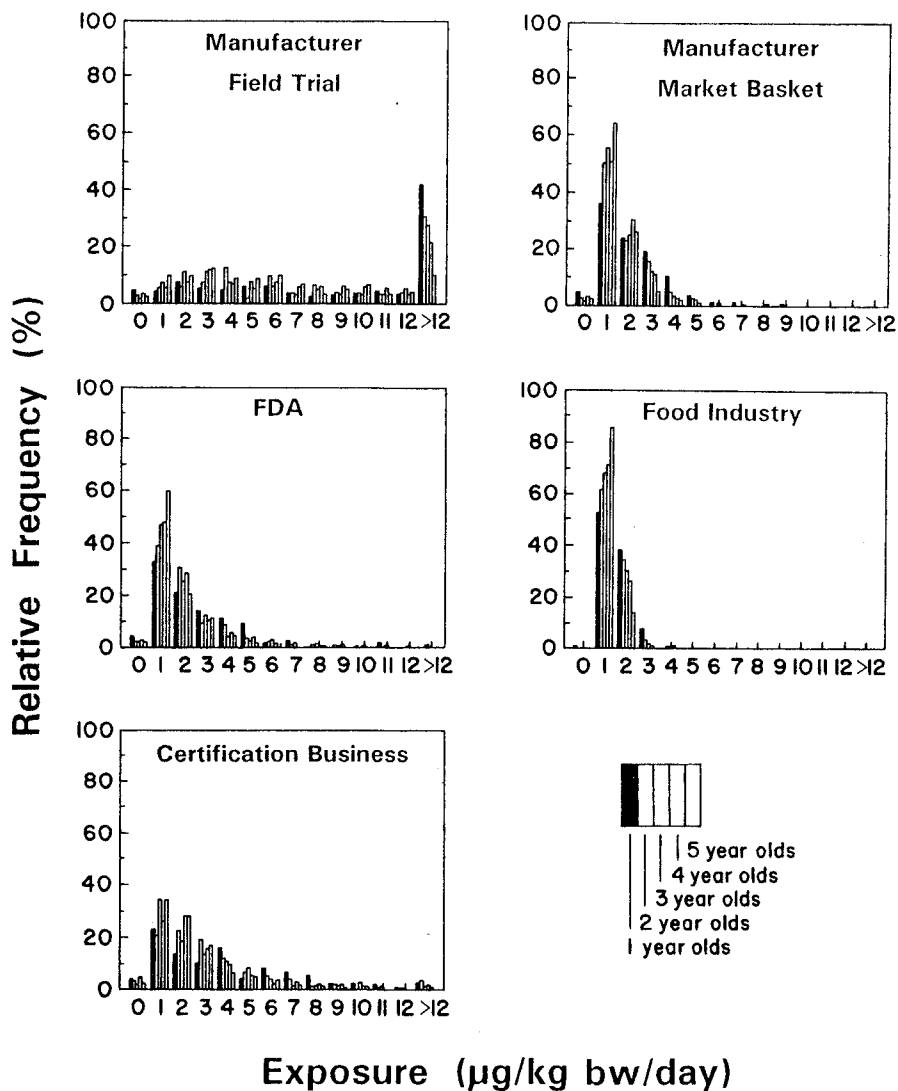 Relative Frequency (%)
Manufacturer
Field Trial
100
80
60
40
20
0
0 1 2 3 4 5 6 7 8 9 10 11 12 >12
Manufacturer
Market Basket
100
80
60
40
20
0
0 1 2 3 4 5 6 7 8 9 10 11 12 >12
FDA
100
80
60
40
20
0
0 1 2 3 4 5 6 7 8 9 10 11 12 >12
Food Industry
100
80
60
40
20
0
0 1 2 3 4 5 6 7 8 9 10 11 12 >12
Certification Business
100
80
60
40
20
0
0 1 2 3 4 5 6 7 8 9 10 11 12 >12
5 year olds
4 year olds
3 year olds
2 year olds
1 year olds
Exposure (µg/kg bw/day)